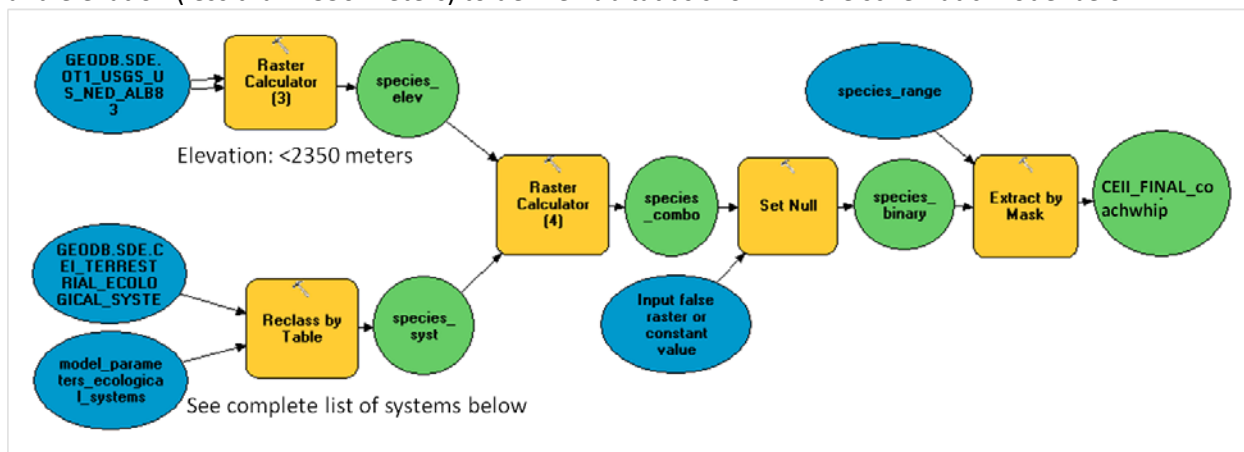 GEODB.SDE.
OT1_USGS_U
S_NED_ALB8
3
Raster
Calculator
(3)
species_
elev
Elevation: <2350 meters
species_range
Raster
Calculator
(4)
species
_combo
Set Null
species_
binary
Extract by
Mask
CEII_FINAL_co
achwhip
GEODB.SDE.C
EI_TERREST
RIAL_ECOLO
GICAL_SYSTE
Reclass by
Table
species_
syst
Input false
raster or
constant
value
model_parame
ters_ecologica
l_systems
See complete list of systems below